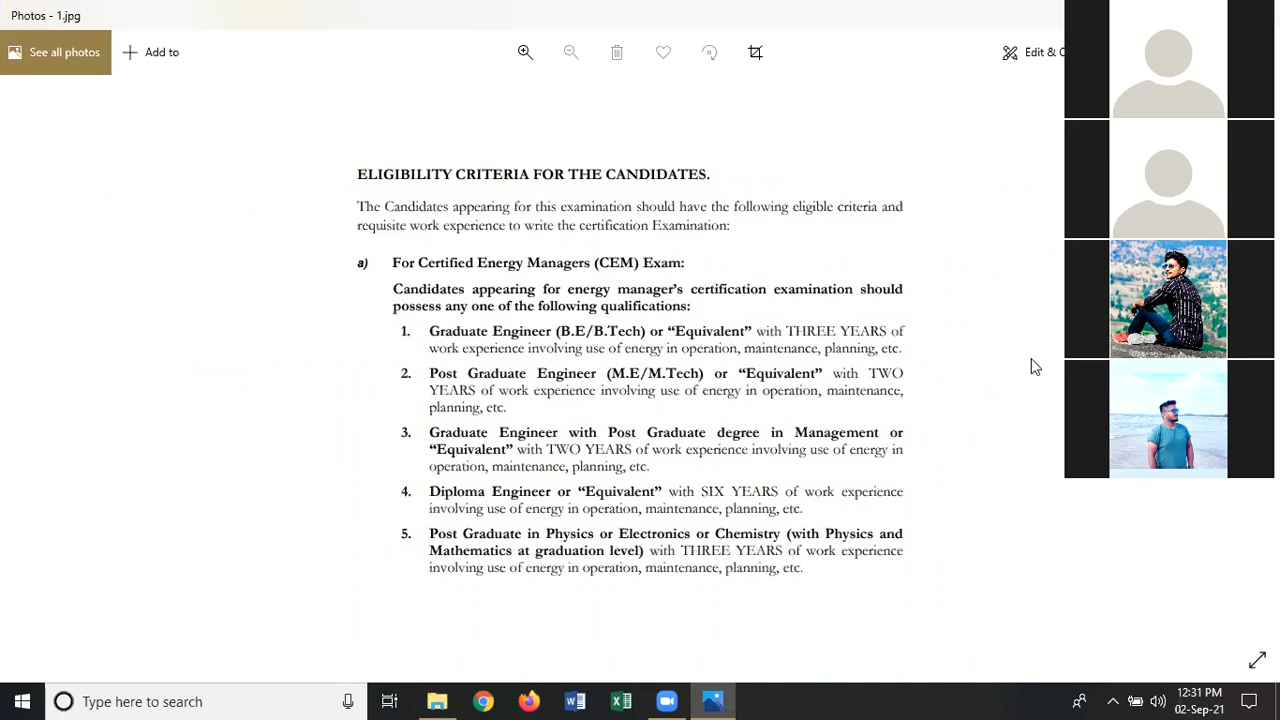 Photos - 1.jpg
See all photos
Add to
Edit & C
ELIGIBILITY CRITERIA FOR THE CANDIDATES.
The Candidates appearing for this examination should have the following eligible criteria and
requisite work experience to write the certification Examination:
a) For Certified Energy Managers (CEM) Exam:
Candidates appearing for energy manager's certification examination should
possess any one of the following qualifications:
1. Graduate Engineer (B.E/B.Tech) or “Equivalent” with THREE YEARS of
work experience involving use of energy in operation, maintenance, planning, etc.
2. Post Graduate Engineer (M.E/M.Tech) or “Equivalent” with TWO
YEARS of work experience involving use of energy in operation, maintenance,
planning, etc.
3. Graduate Engineer with Post Graduate degree in Management or
“Equivalent” with TWO YEARS of work experience involving use of energy in
operation, maintenance, planning, etc.
4. Diploma Engineer or “Equivalent” with SIX YEARS of work experience
involving use of energy in operation, maintenance, planning, etc.
5. Post Graduate in Physics or Electronics or Chemistry (with Physics and
Mathematics at graduation level) with THREE YEARS of work experience
involving use of energy in operation, maintenance, planning, etc.
Type here to search
12:31 PM
02-Sep-21